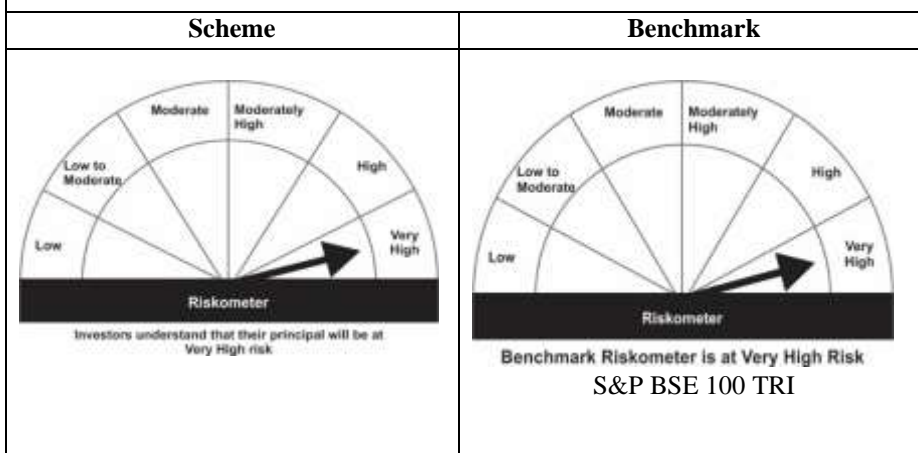 Scheme
Benchmark
Moderate
Moderately
High
Low to
Moderate
High
Low
Very
High
Riskometer
Investors understand that their principal will be at
Very High risk
Moderate
Moderately
High
Low to
Moderate
High
Low
Very
High
Riskometer
Benchmark Riskometer is at Very High Risk
S&P BSE 100 TRI